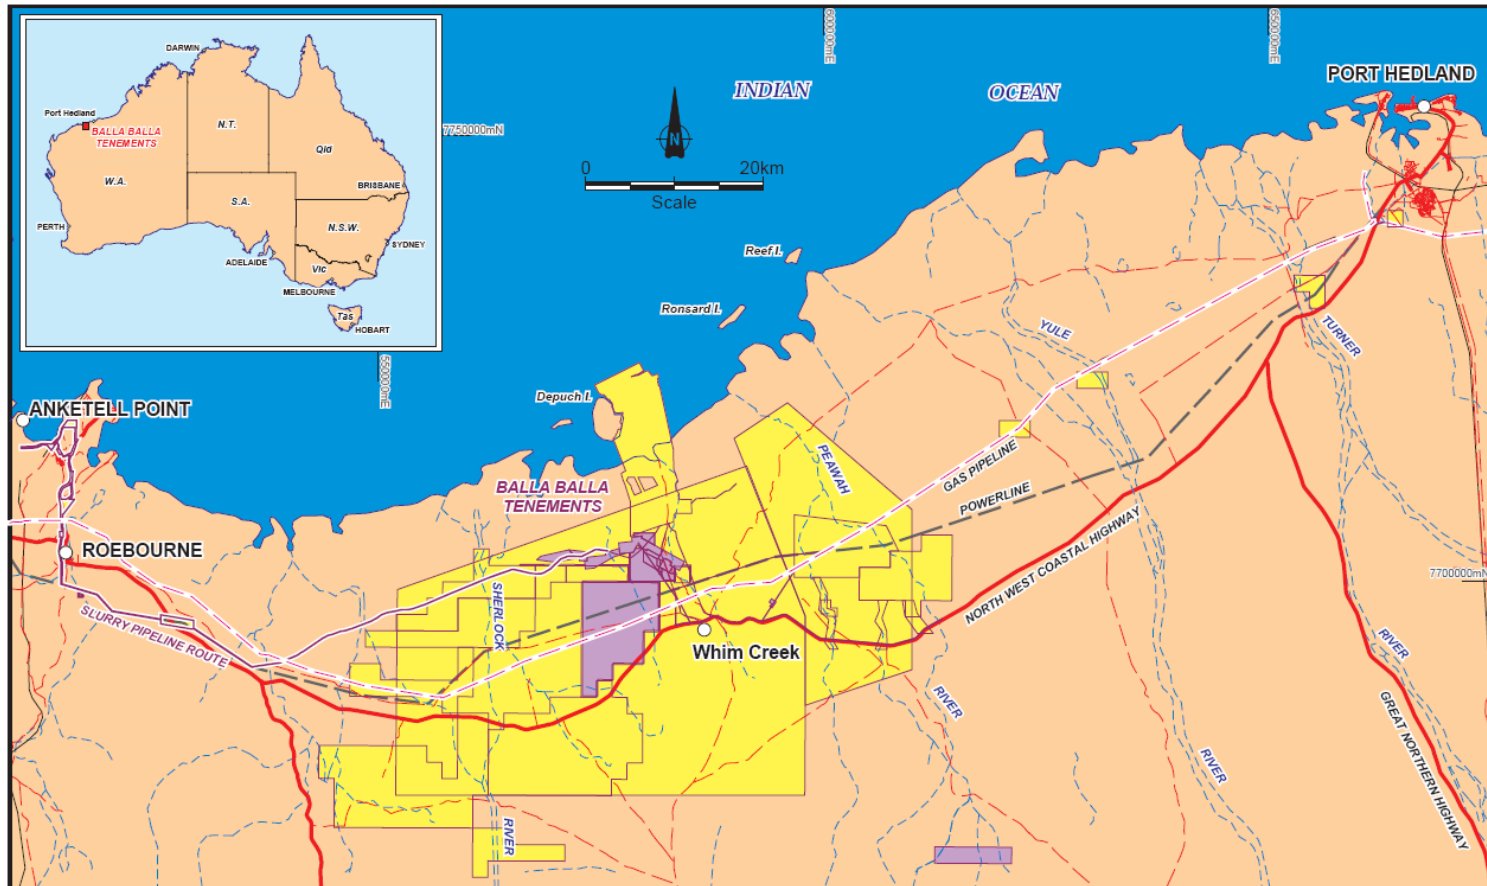 DARWIN
Port Hedland
BALLA BALLA
TENEMENTS
N.T.
Qld
W.A.
S.A.
BRISBANE
PERTH
N.S.W.
ADELAIDE
SYDNEY
Vic
MELBOURNE
Tas
HOBART
600000mE
650000mE
INDIAN
OCEAN
PORT HEDLAND
7750000mN
N
0
20km
Scale
Reef I.
Ronsard I.
YULE
TURNER
550000mE
Depuch I.
ANKETELL POINT
PEAWAH
GAS PIPELINE
BALLA BALLA
TENEMENTS
POWERLINE
ROEBOURNE
NORTH WEST COASTAL HIGHWAY
7700000mN
SHERLOCK
SLURRY PIPELINE ROUTE
Whim Creek
RIVER
RIVER
RIVER
GREAT NORTHERN HIGHWAY
RIVER